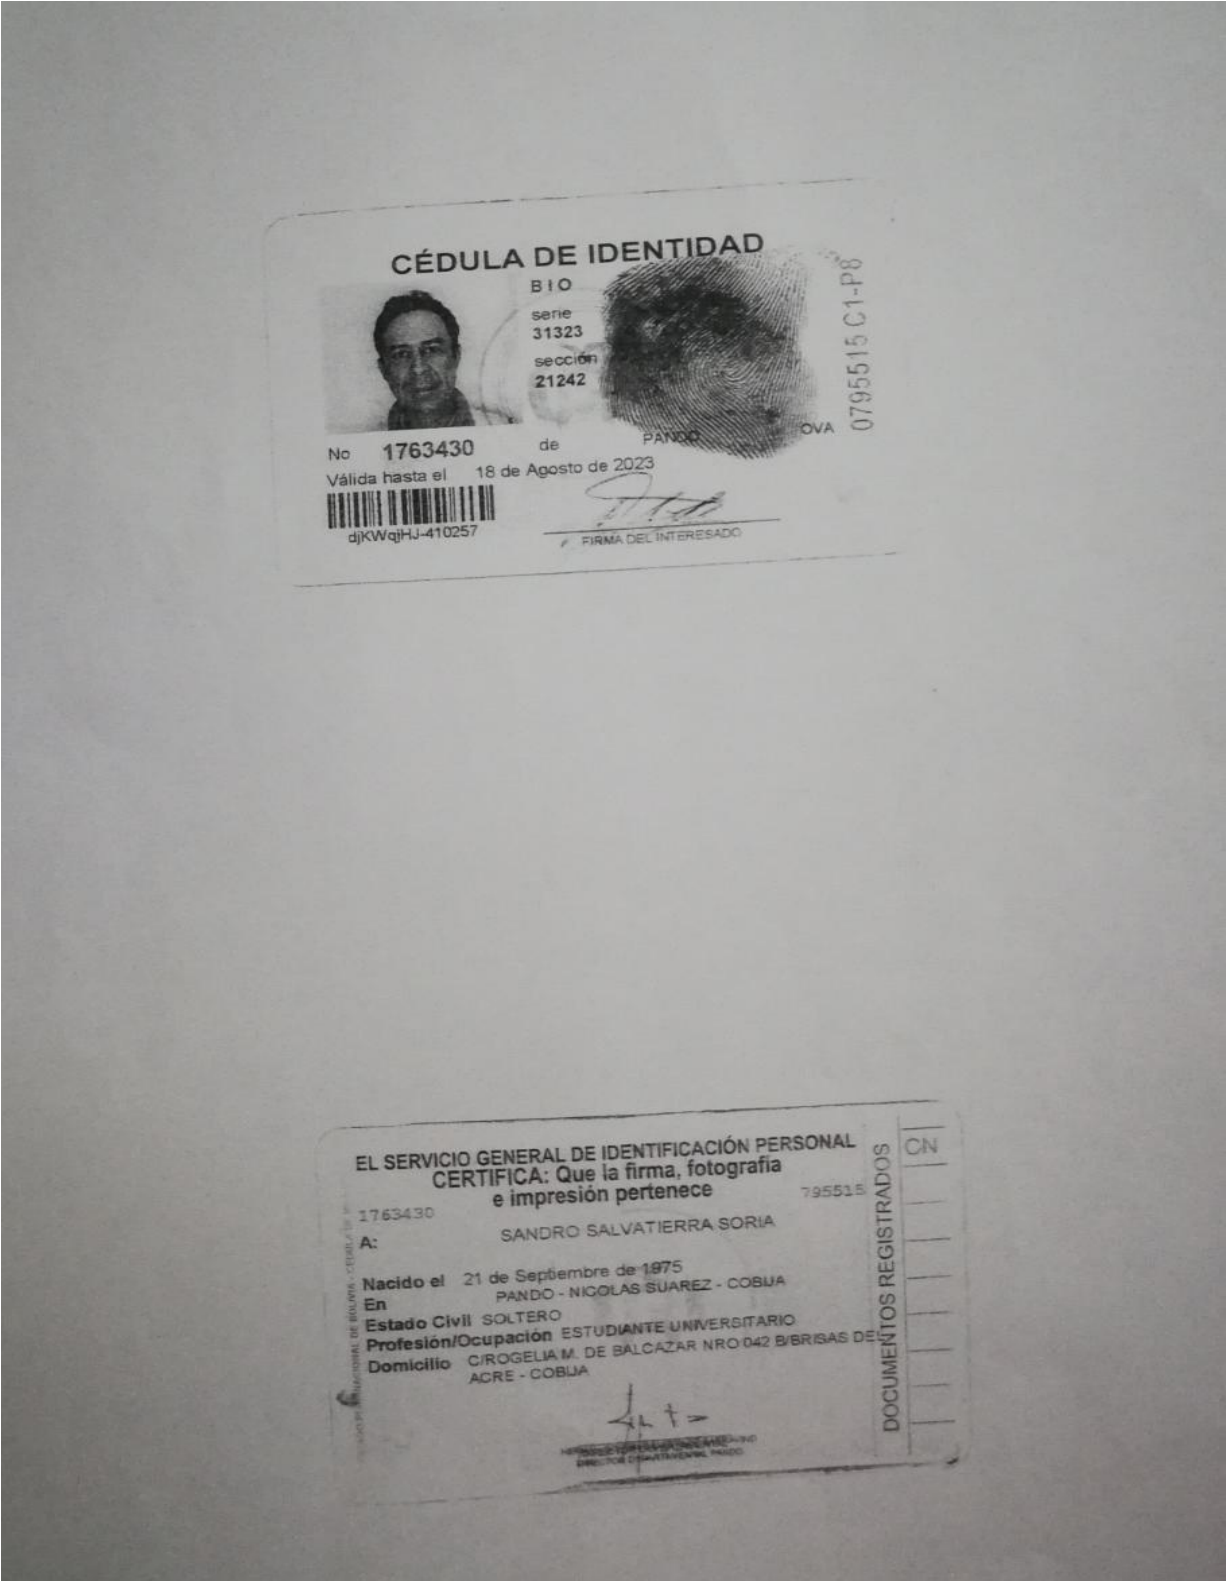 CÉDULA DE IDENTIDAD
BIO
serie
31323
sección
21242
0795515 C1-P8
No 1763430 de PANDO OVA
Válida hasta el 18 de Agosto de 2023
djKWqjHJ-410257
FIRMA DEL INTERESADO
EL SERVICIO GENERAL DE IDENTIFICACIÓN PERSONAL
CERTIFICA: Que la firma, fotografía
e impresión pertenece
1763430 795515
A: SANDRO SALVATIERRA SORIA
Nacido el 21 de Septiembre de 1975
En PANDO - NICOLAS SUAREZ - COBIJA
Estado Civil SOLTERO
Profesión/Ocupación ESTUDIANTE UNIVERSITARIO
Domicilio C/ROGELIA M. DE BALCAZAR NRO 042 B/BRISAS DEL
ACRE - COBIJA
DIRECTOR DEPARTAMENTAL PANDO
DOCUMENTOS REGISTRADOS
CN